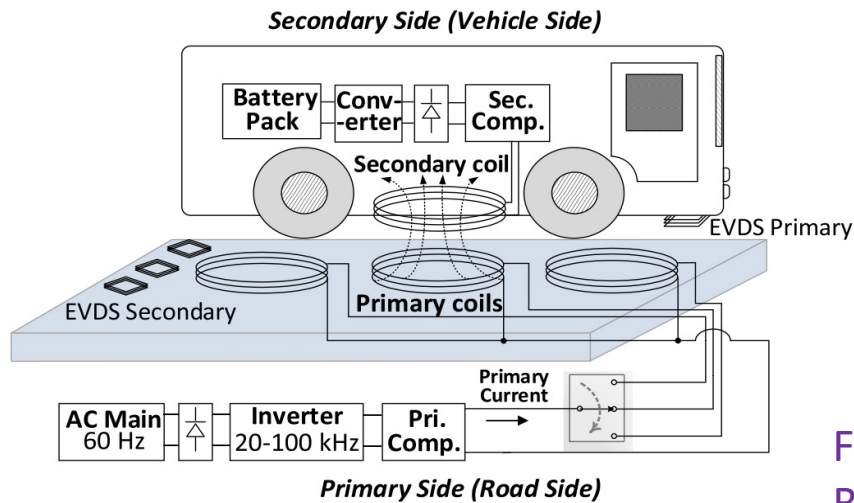 Secondary Side (Vehicle Side)
Battery
Pack
Conv-
-erter
Sec.
Comp.
Secondary coil
EVDS Primary
EVDS Secondary
Primary coils
Primary
Current
AC Main
60 Hz
Inverter
20-100 kHz
Pri.
Comp.
Primary Side (Road Side)